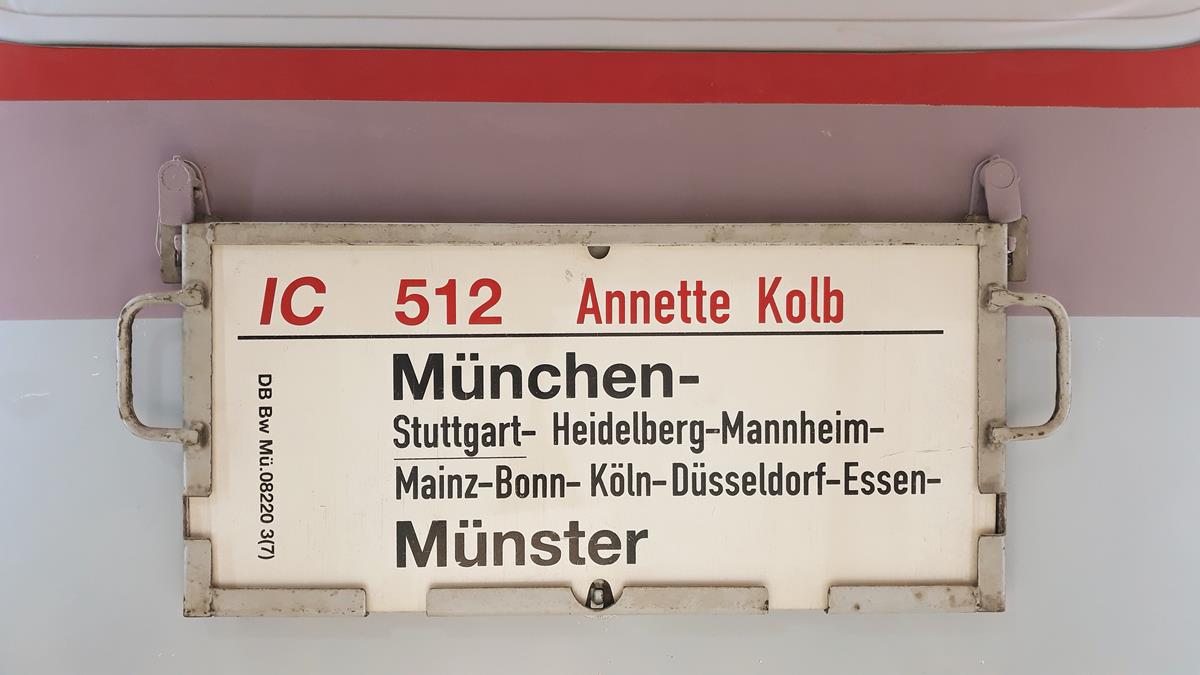 IC 512 Annette Kolb
München-
Stuttgart- Heidelberg-Mannheim-
Mainz-Bonn- Köln-Düsseldorf-Essen-
Münster
DB Bw Mü.08220 3(7)